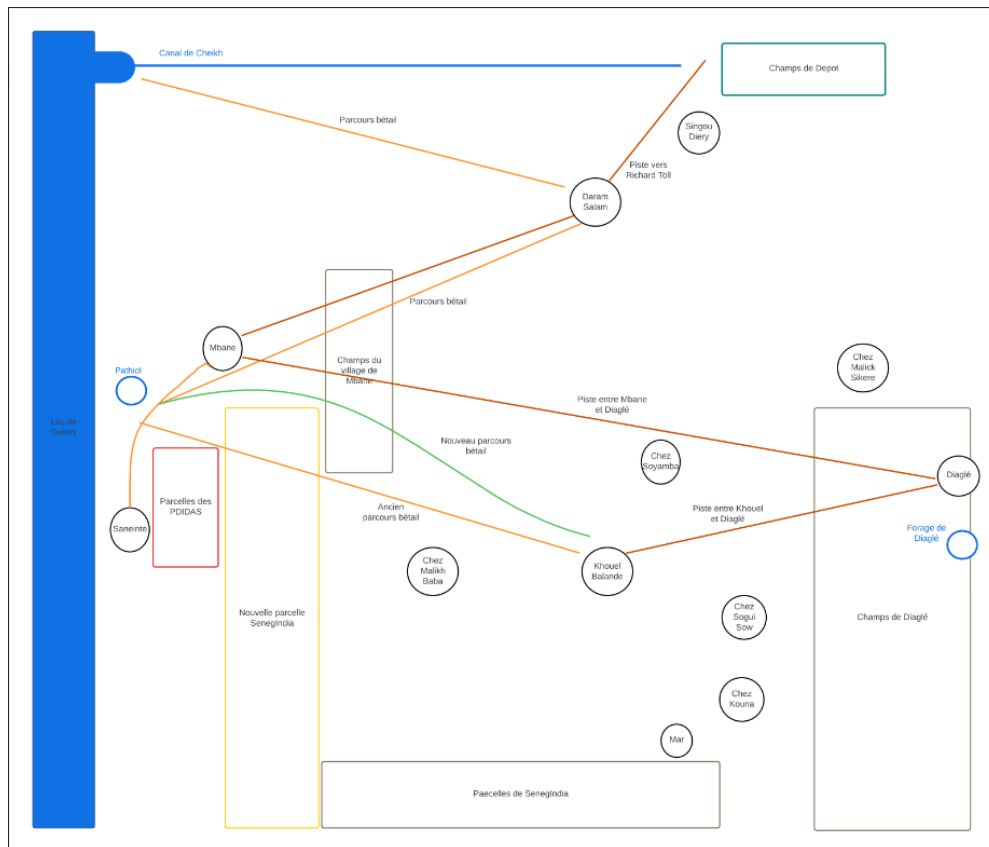 Canal de Cheikh
Champs de Depot
Parcours bétail
Singou
Diery
Piste vers
Richard Toll
Daram
Salam
Parcours bétail
Mbane
Champs du
village de
Mbane
Chez
Malick
Sikere
Pathiol
Piste entre Mbane
et Diaglé
Lac de
Guiers
Nouveau parcours
bétail
Chez
Soyamba
Diaglé
Parcelles des
PDIDAS
Ancien
parcours bétail
Piste entre Khouel
et Diaglé
Saneinte
Forage de
Diaglé
Chez
Malikh
Baba
Khouel
Balande
Nouvelle parcelle
SenegIndia
Chez
Sogui
Sow
Champs de Diaglé
Chez
Kouna
Mar
Paecelles de SenegIndia